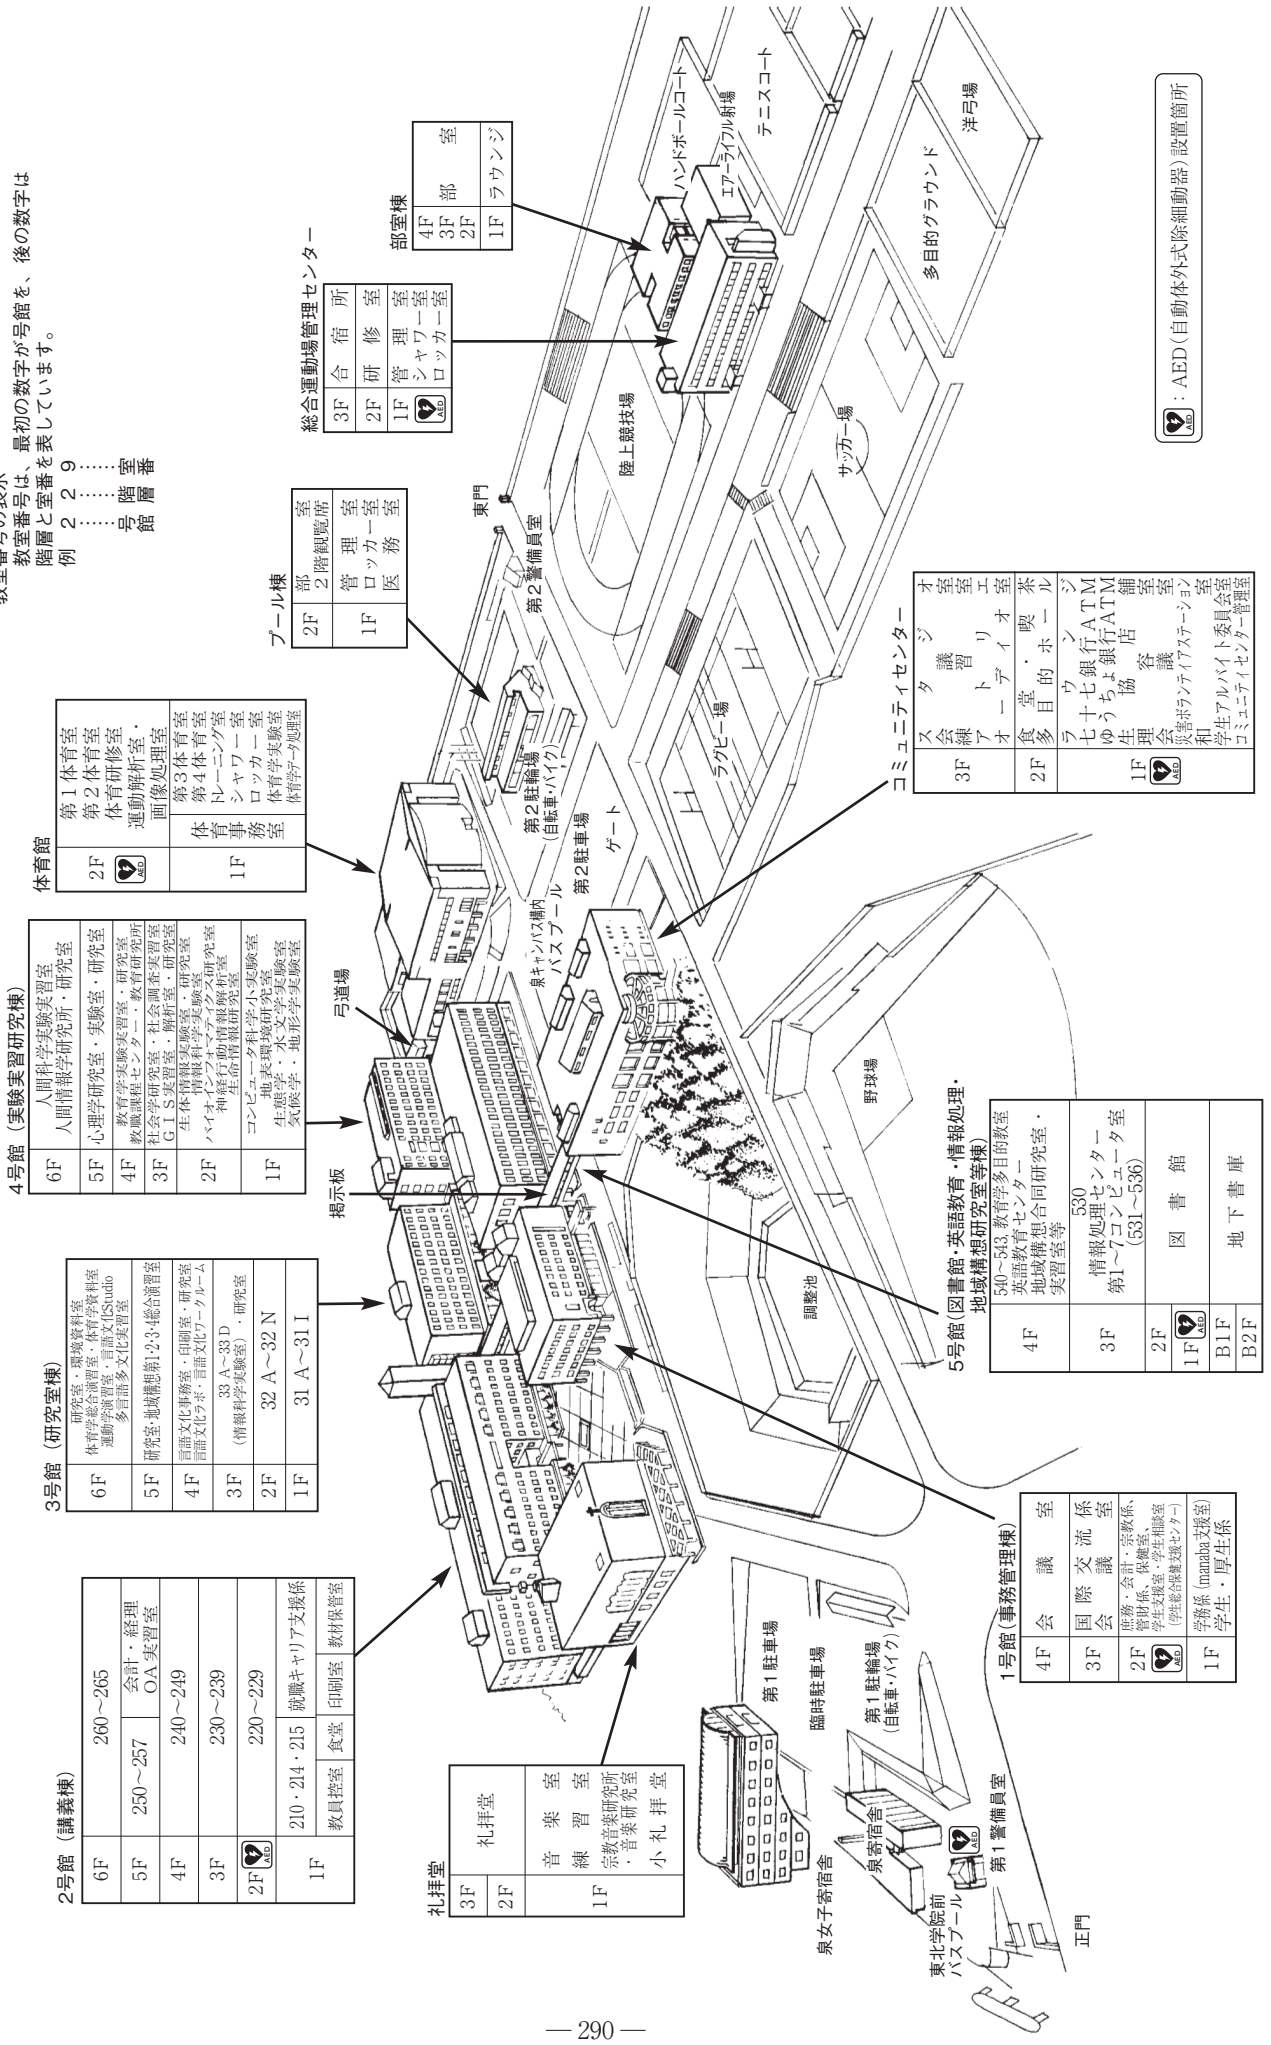 教室番号の表示
教室番号は、最初の数字が号館を、後の数字は
階層と室番を表しています。
例 2 2 9
号館 階層 室番
2号館（講義棟）
6F 260～265
5F 250～257 会計・経理 OA実習室
4F 240～249
3F 230～239
2F AED 220～229
1F 210・214・215 就職キャリア支援係
教員控室 食堂 印刷室 教材保管室
3号館（研究室棟）
6F 研究室・環境資料室
体育学総合演習室・体育学資料室
運動学演習室・言語文化Studio
多言語多文化実習室
5F 研究室・地域構想第1・2・3・4総合演習室
4F 言語文化事務室・印刷室・研究室
言語文化ラボ・言語文化ワークルーム
3F 33A～33D
（情報科学実験室）・研究室
2F 32A～32N
1F 31A～31I
4号館（実験実習研究棟）
6F 人間科学実験実習室
人間情報学研究所・研究室
5F 心理学研究室・実験室・研究室
4F 教育学実験実習室・研究室
教職課程センター・教育研究所
3F 社会学研究室・社会調査実習室
GIS実習室・解析室・研究室
2F 生体情報実験室・研究室
情報科学実験室
バイオインフォマテクス研究室
神経行動情報解析室
生命情報研究室
1F コンピュータ科学小実験室
地表環境研究室
生態学・水文学実験室
気候学・地形学実験室
体育館
2F AED 第1体育室
第2体育室
体育研修室
運動解析室・
画像処理室
1F 体育事務室
第3体育室
第4体育室
トレーニング室
シャワー室
ロッカー室
体育学実験室
体育学データ処理室
プール棟
2F 部室
2階観覧席
1F 管理室
ロッカー室
医務室
総合運動場管理センター
3F 合宿所
2F 研修室
1F AED 管理室
シャワー室
ロッカー室
部室棟
4F
3F 部室
2F
1F ラウンジ
礼拝堂
3F 礼拝堂
2F
1F 音楽室
練習室
宗教音楽研究所
・音楽研究室
小礼拝堂
掲示板
弓道場
東門
第2警備員室
第2駐輪場
（自転車・バイク）
第2駐車場
泉キャンパス構内
バスプール
ゲート
陸上競技場
ハンドボールコート
エアーライフル射場
テニスコート
洋弓場
多目的グラウンド
サッカー場
ラグビー場
野球場
調整池
コミュニティセンター
3F スタジオ
会議室
練習室
アトリエ
オーディオ室
2F 食堂・喫茶
多目的ホール
1F AED ラウンジ
七十七銀行ATM
ゆうちょ銀行ATM
生協店舗
理容室
会議室
災害ボランティアステーション
和室
学生アルバイト委員会室
コミュニティセンター管理室
5号館（図書館・英語教育・情報処理・
地域構想研究室等棟）
4F 540～543, 教育学多目的教室
英語教育センター
地域構想合同研究室・
実習室等
3F 530
情報処理センター
第1～7コンピュータ室
（531～536）
2F 図書館
1F AED
B1F 地下書庫
B2F
1号館（事務管理棟）
4F 会議室
3F 国際交流係
会議室
2F AED 庶務・会計・宗教係、
管財係、保健室、
学生支援室・学生相談室
（学生総合保健支援センター）
1F 学務係（manaba支援室）
学生・厚生係
第1駐車場
臨時駐車場
第1駐輪場
（自転車・バイク）
泉女子寄宿舎
泉寄宿舎
AED
第1警備員室
東北学院前
バスプール
正門
AED ：AED（自動体外式除細動器）設置箇所
— 290 —